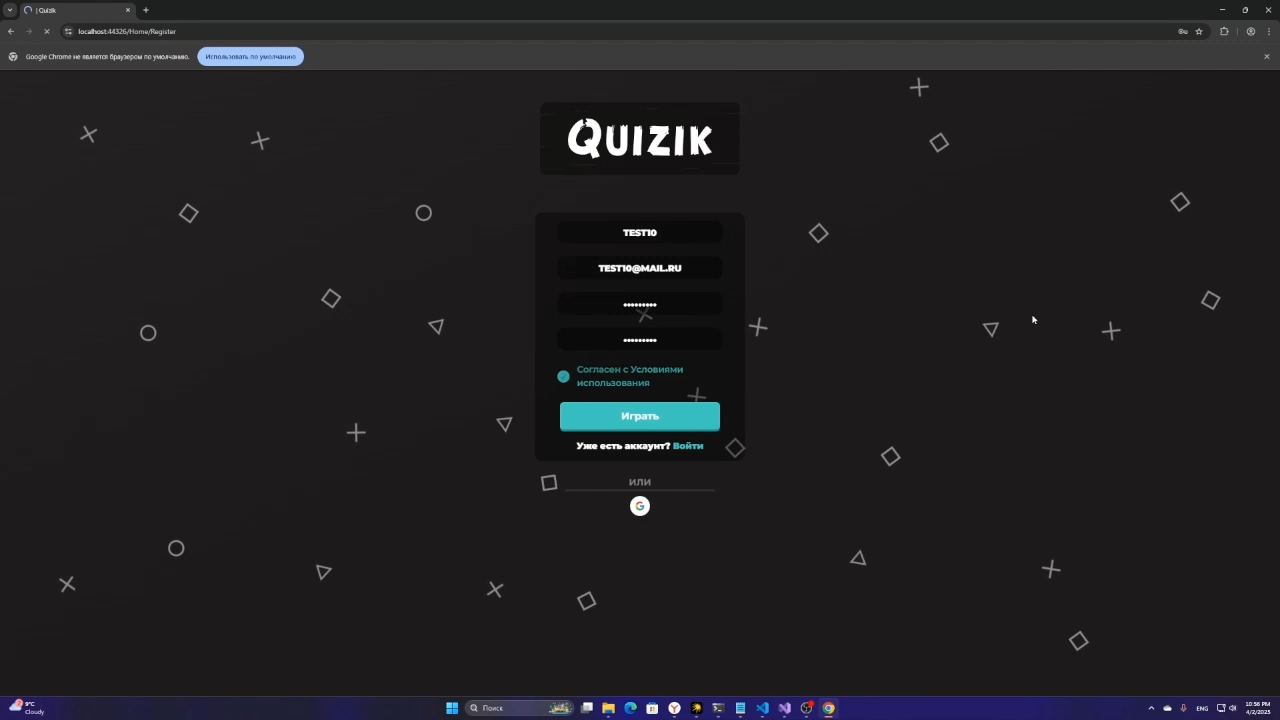 | Quizik
localhost:44326/Home/Register
Google Chrome не является браузером по умолчанию.
Использовать по умолчанию
QUIZIK
TEST10
TEST10@MAIL.RU
•••••••••
•••••••••
Согласен с Условиями
использования
Играть
Уже есть аккаунт? Войти
ИЛИ
G
9°C
Cloudy
Поиск
ENG
10:56 PM
4/2/2025